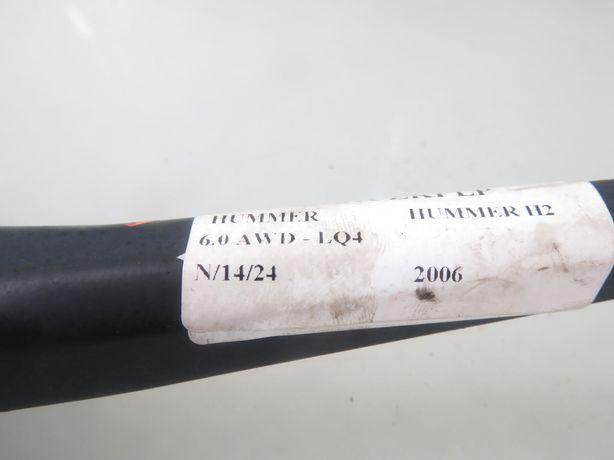 HUMMER HUMMER H2
6.0 AWD - LQ4
N/14/24 2006